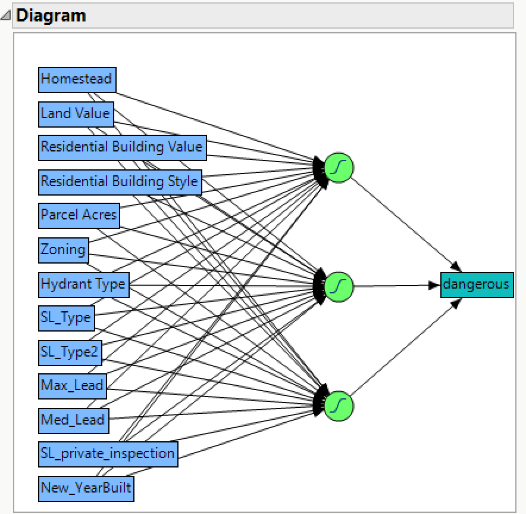 Diagram
Homestead
Land Value
Residential Building Value
Residential Building Style
Parcel Acres
Zoning
Hydrant Type
dangerous
SL_Type
SL_Type2
Max_Lead
Med_Lead
SL_private_inspection
New_YearBuilt